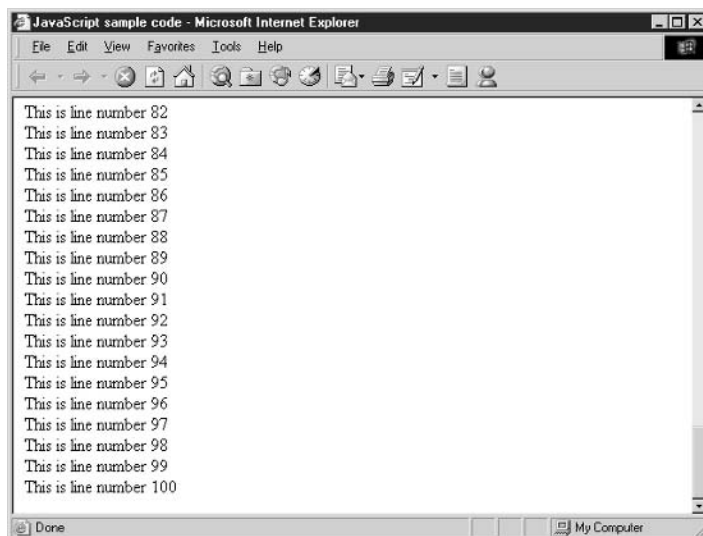 JavaScript sample code - Microsoft Internet Explorer
File Edit View Favorites Tools Help
This is line number 82
This is line number 83
This is line number 84
This is line number 85
This is line number 86
This is line number 87
This is line number 88
This is line number 89
This is line number 90
This is line number 91
This is line number 92
This is line number 93
This is line number 94
This is line number 95
This is line number 96
This is line number 97
This is line number 98
This is line number 99
This is line number 100
Done My Computer